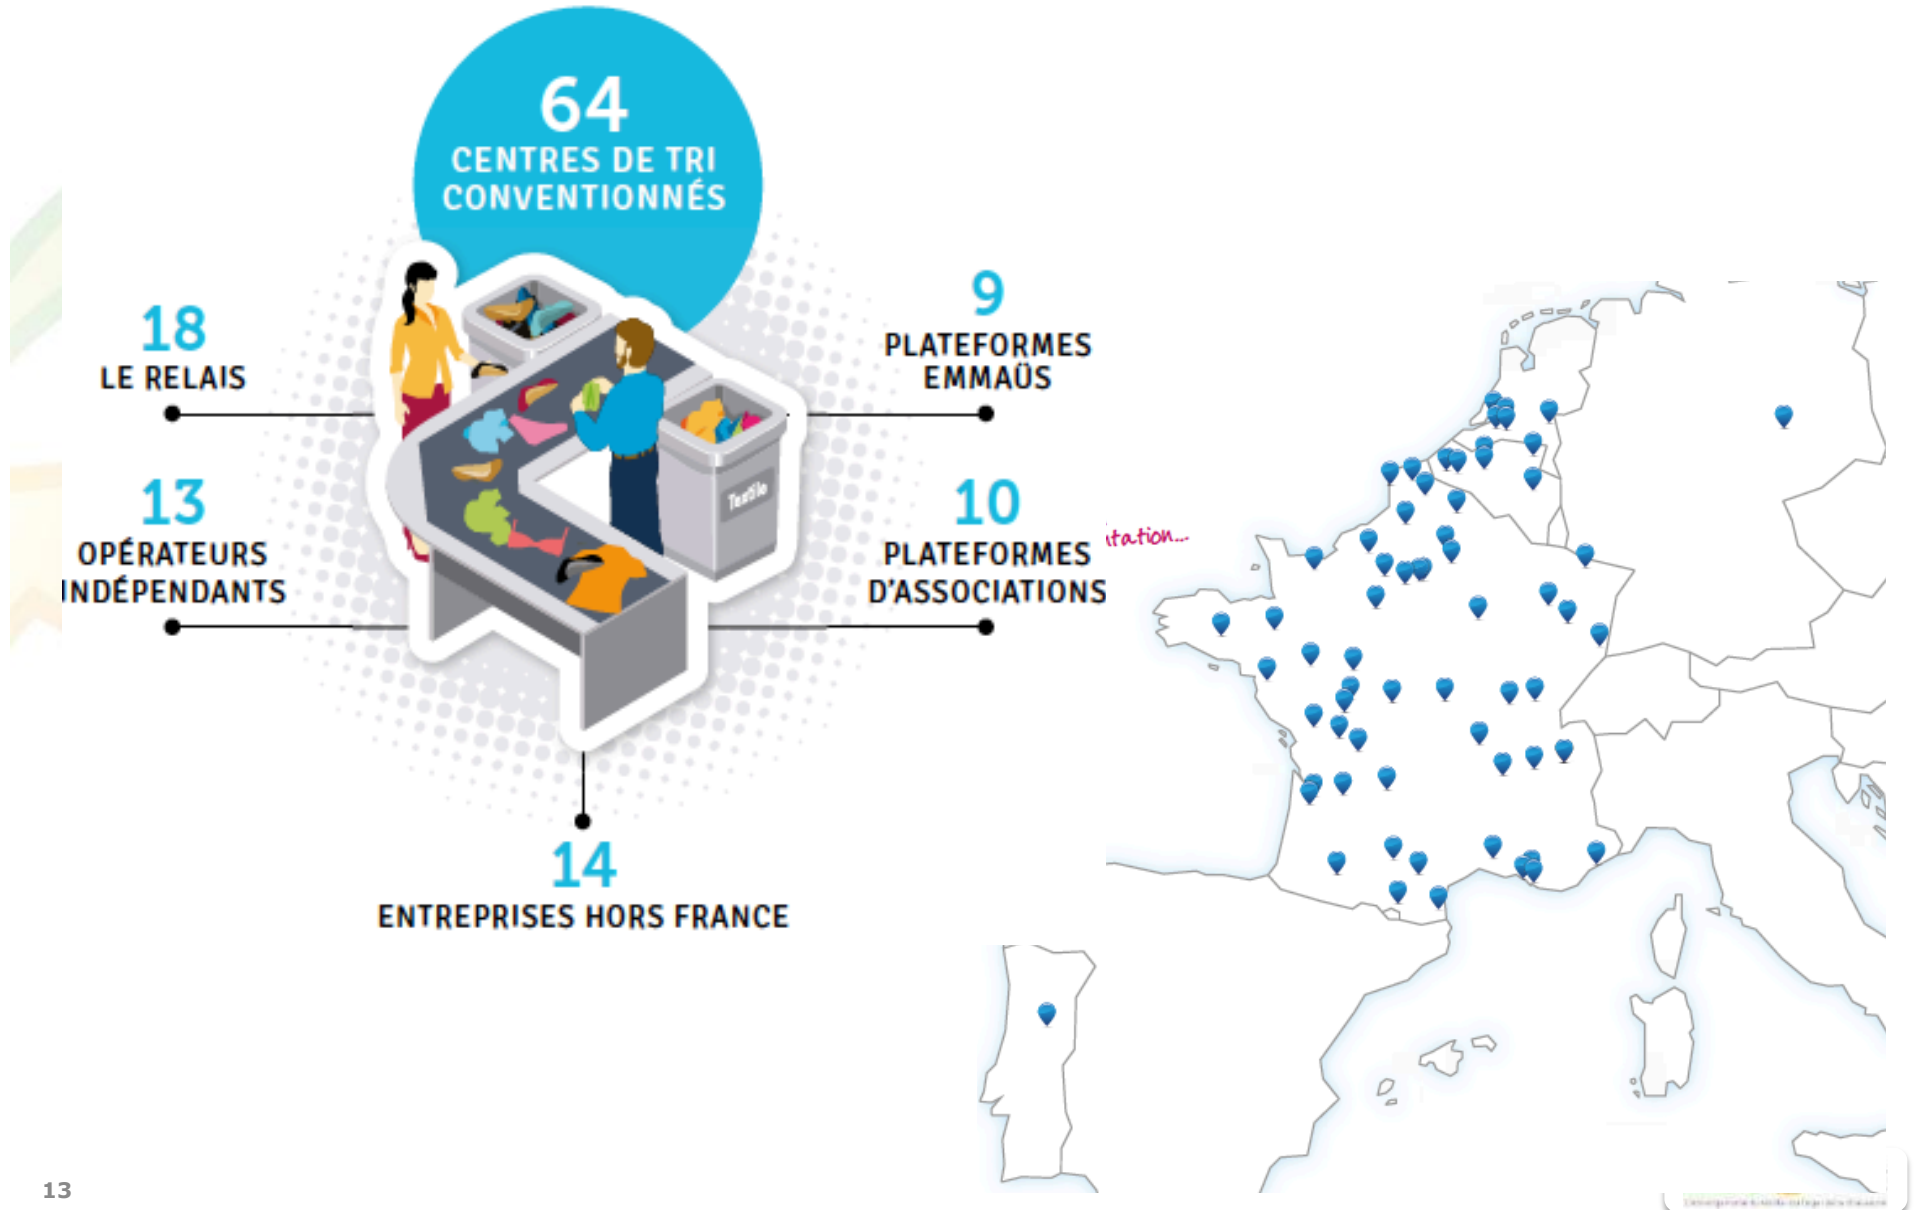 64
CENTRES DE TRI
CONVENTIONNÉS
18
LE RELAIS
9
PLATEFORMES
EMMAÜS
13
OPÉRATEURS
INDÉPENDANTS
10
PLATEFORMES
D'ASSOCIATIONS
Textile
14
ENTREPRISES HORS FRANCE
tation...
13